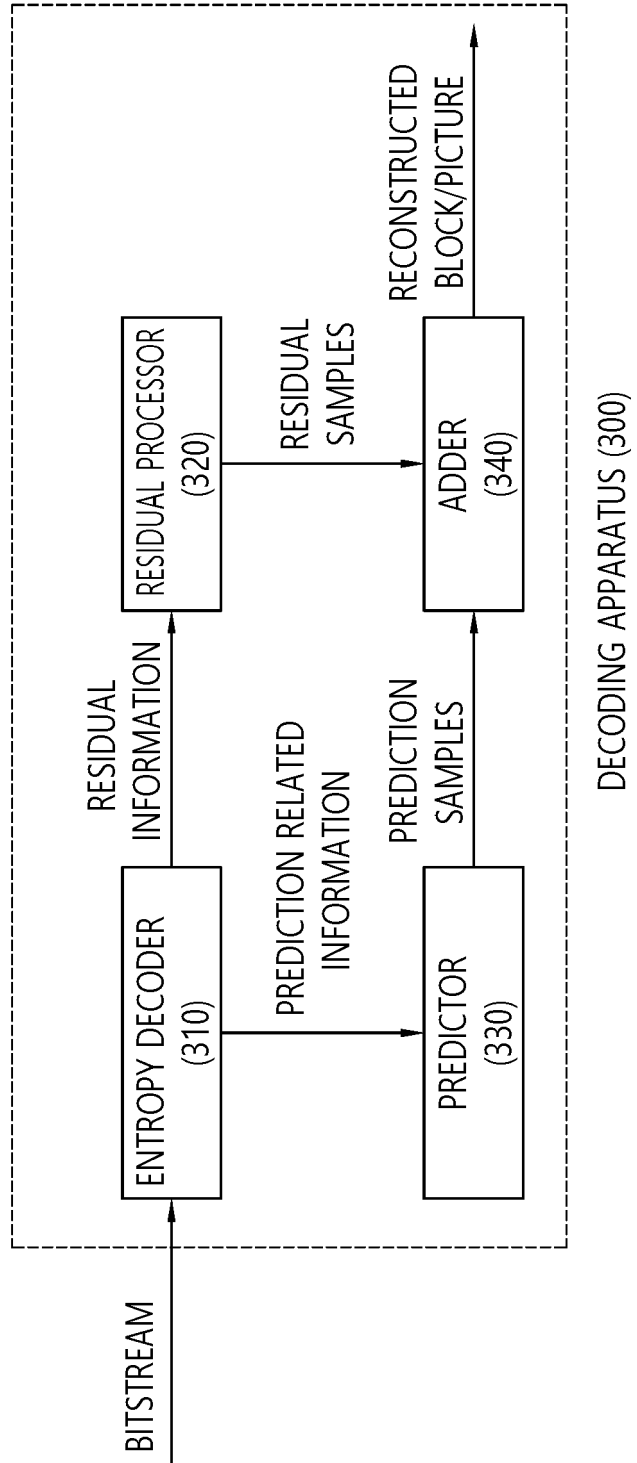 BITSTREAM
ENTROPY DECODER
(310)
RESIDUAL
INFORMATION
RESIDUAL PROCESSOR
(320)
PREDICTION RELATED
INFORMATION
RESIDUAL
SAMPLES
PREDICTOR
(330)
PREDICTION
SAMPLES
ADDER
(340)
RECONSTRUCTED
BLOCK/PICTURE
DECODING APPARATUS (300)